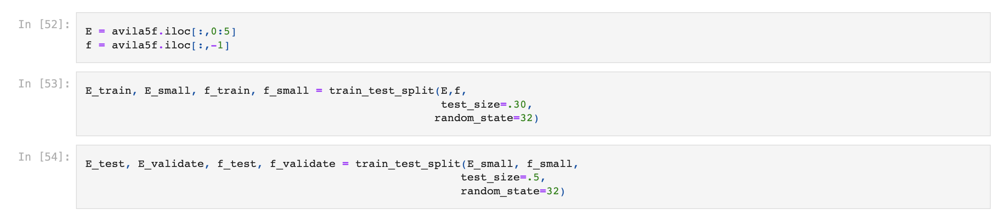 In [52]:
E = avila5f.iloc[:,0:5]
f = avila5f.iloc[:,-1]
In [53]:
E_train, E_small, f_train, f_small = train_test_split(E,f,
test_size=.30,
random_state=32)
In [54]:
E_test, E_validate, f_test, f_validate = train_test_split(E_small, f_small,
test_size=.5,
random_state=32)